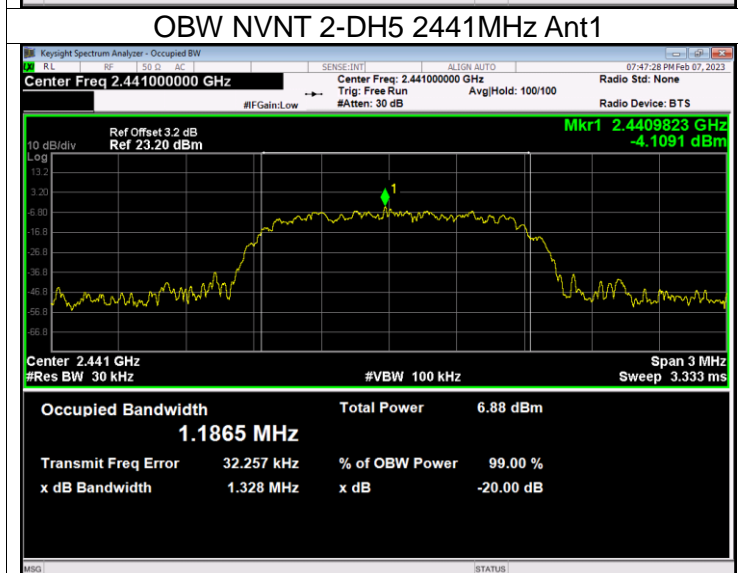 OBW NVNT 2-DH5 2441MHz Ant1
Keysight Spectrum Analyzer - Occupied BW
LXI RL RF 50 Ω AC SENSE:INT ALIGN AUTO 07:47:28 PM Feb 07, 2023
Center Freq 2.441000000 GHz Center Freq: 2.441000000 GHz Radio Std: None
Trig: Free Run Avg|Hold: 100/100
#IFGain:Low #Atten: 30 dB Radio Device: BTS
Mkr1 2.4409823 GHz
Ref Offset 3.2 dB
10 dB/div Ref 23.20 dBm -4.1091 dBm
Log
13.2
3.20
-6.80
-16.8
-26.8
-36.8
-46.8
-56.8
-66.8
1
Center 2.441 GHz Span 3 MHz
#Res BW 30 kHz #VBW 100 kHz Sweep 3.333 ms
Occupied Bandwidth Total Power 6.88 dBm
1.1865 MHz
Transmit Freq Error 32.257 kHz % of OBW Power 99.00 %
x dB Bandwidth 1.328 MHz x dB -20.00 dB
MSG STATUS